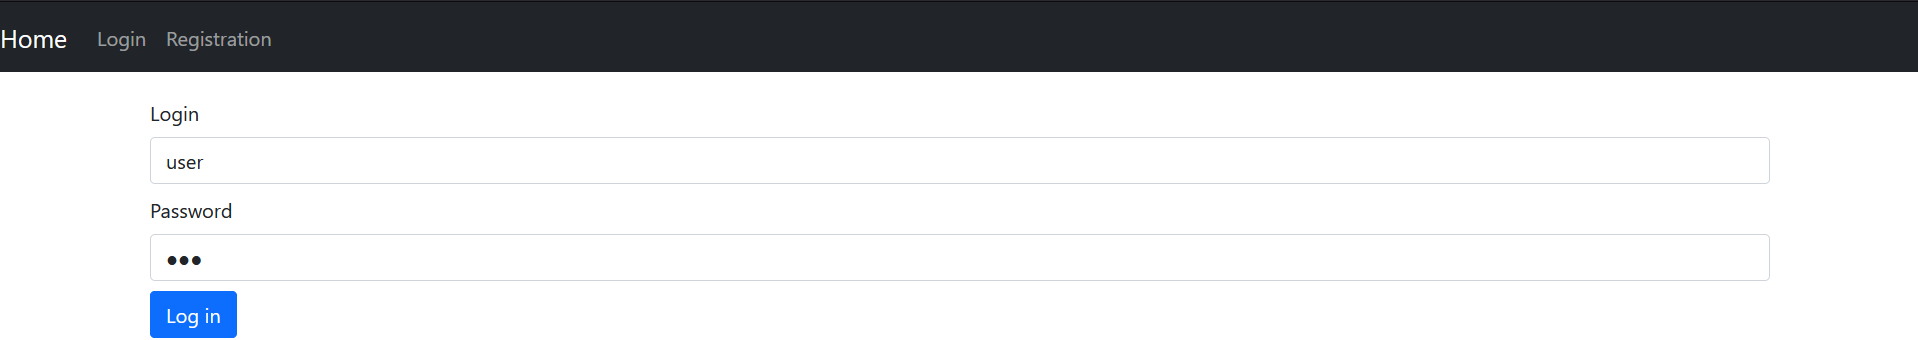 Home Login Registration
Login
user
Password
●●●
Log in